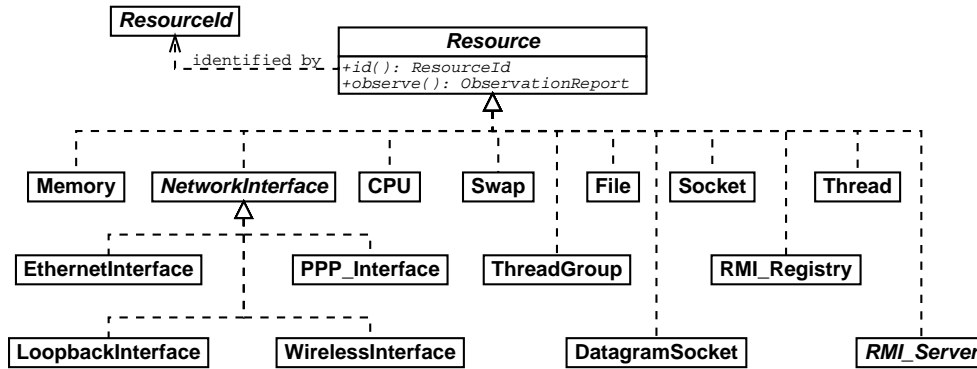 ResourceId
Resource
identified by
+id(): ResourceId
+observe(): ObservationReport
Memory
NetworkInterface
CPU
Swap
File
Socket
Thread
EthernetInterface
PPP_Interface
ThreadGroup
RMI_Registry
LoopbackInterface
WirelessInterface
DatagramSocket
RMI_Server